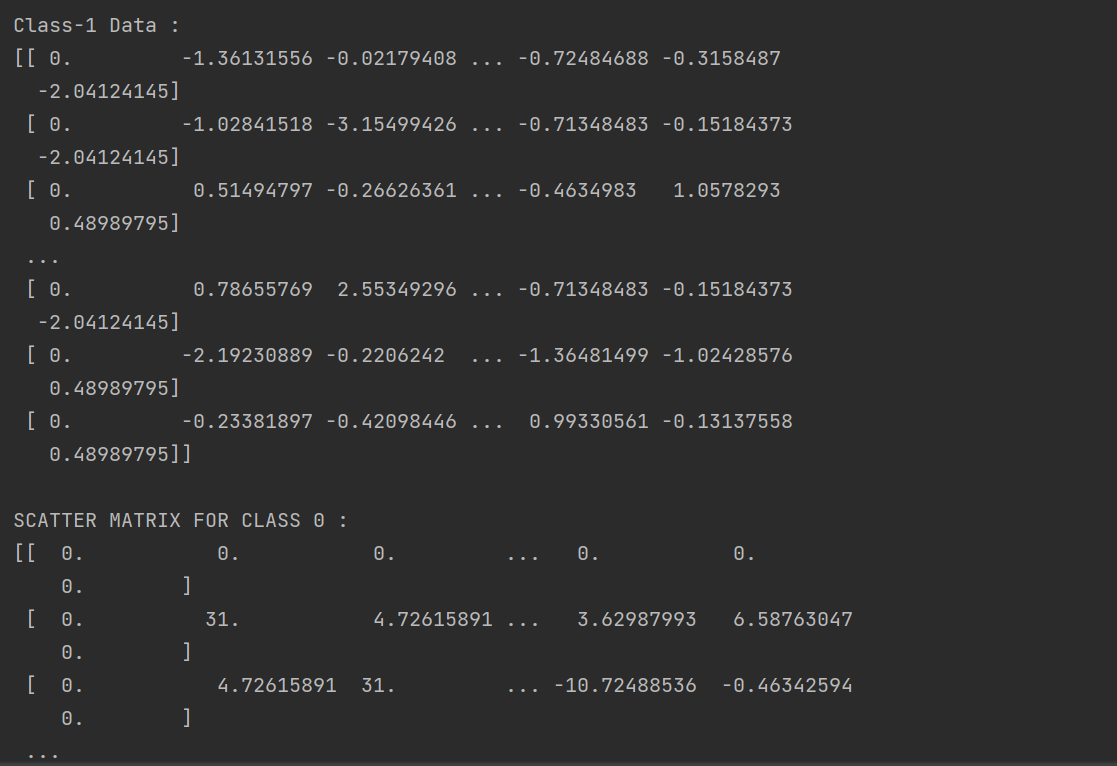 Class-1 Data :
[[ 0.         -1.36131556 -0.02179408 ... -0.72484688 -0.3158487
  -2.04124145]
 [ 0.         -1.02841518 -3.15499426 ... -0.71348483 -0.15184373
  -2.04124145]
 [ 0.          0.51494797 -0.26626361 ... -0.4634983   1.0578293
   0.48989795]
 ...
 [ 0.          0.78655769  2.55349296 ... -0.71348483 -0.15184373
  -2.04124145]
 [ 0.         -2.19230889 -0.2206242  ... -1.36481499 -1.02428576
   0.48989795]
 [ 0.         -0.23381897 -0.42098446 ...  0.99330561 -0.13137558
   0.48989795]]

SCATTER MATRIX FOR CLASS 0 :
[[  0.           0.           0.         ...   0.           0.
    0.        ]
 [  0.          31.           4.72615891 ...   3.62987993   6.58763047
    0.        ]
 [  0.           4.72615891  31.         ... -10.72488536  -0.46342594
    0.        ]
 ...